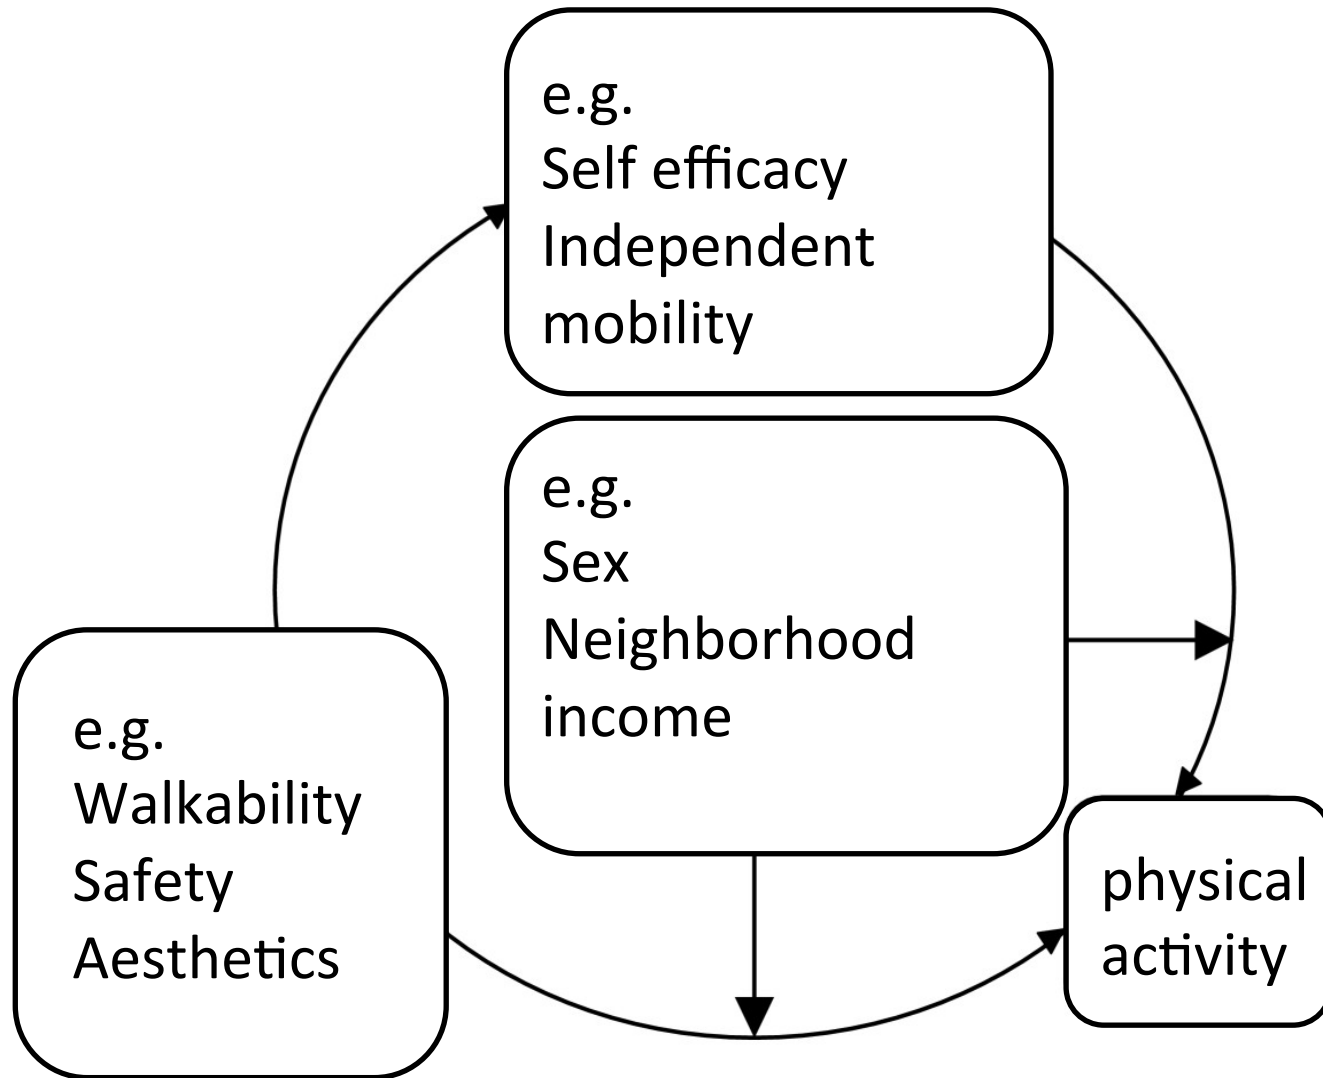 e.g.
Self efficacy
Independent
mobility
e.g.
Sex
Neighborhood
income
e.g.
Walkability
Safety
Aesthetics
physical
activity